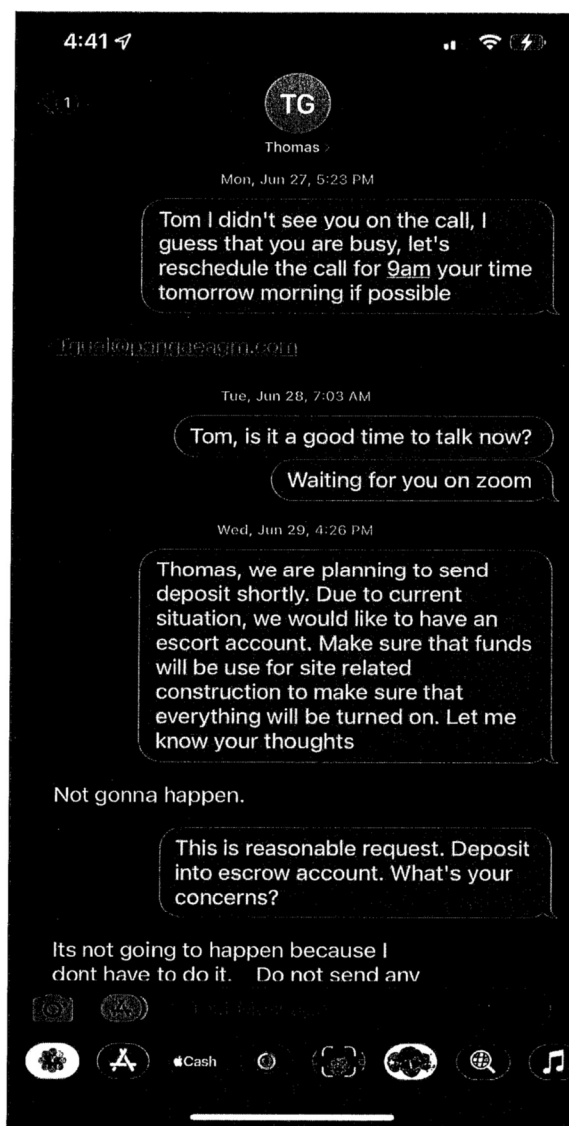 4:41
1
TG
Thomas
Mon, Jun 27, 5:23 PM
Tom I didn't see you on the call, I
guess that you are busy, let's
reschedule the call for 9am your time
tomorrow morning if possible
Tue, Jun 28, 7:03 AM
Tom, is it a good time to talk now?
Waiting for you on zoom
Wed, Jun 29, 4:26 PM
Thomas, we are planning to send
deposit shortly. Due to current
situation, we would like to have an
escort account. Make sure that funds
will be use for site related
construction to make sure that
everything will be turned on. Let me
know your thoughts
Not gonna happen.
This is reasonable request. Deposit
into escrow account. What's your
concerns?
Its not going to happen because I
dont have to do it. Do not send any
Cash